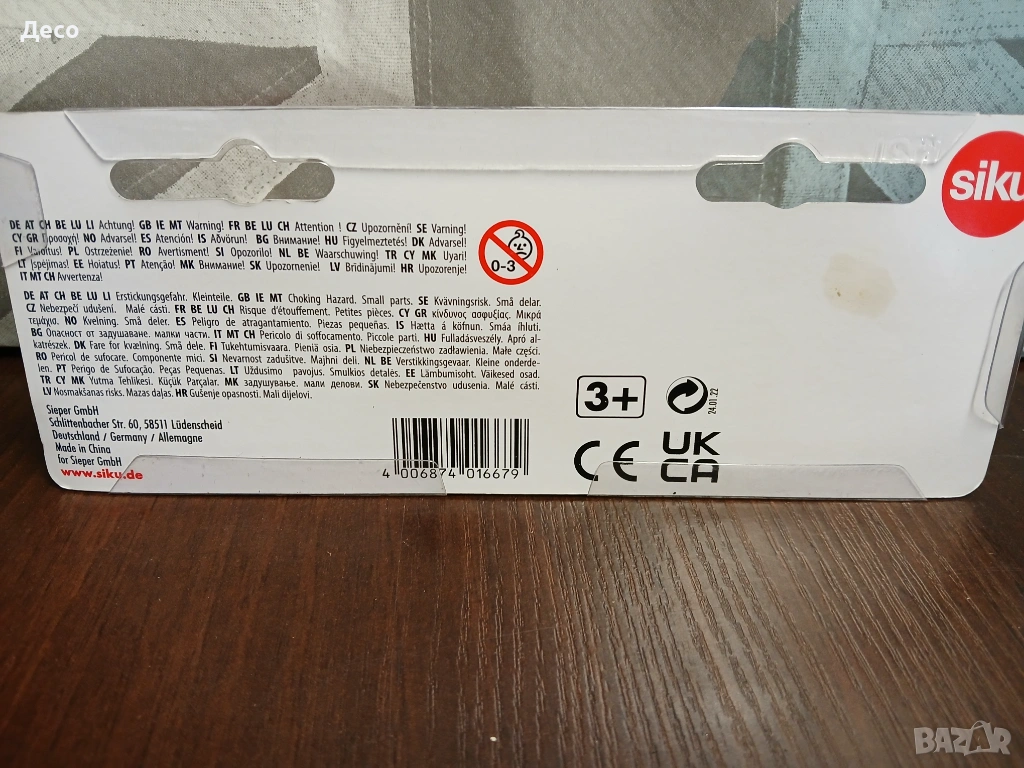 Деco
siku
DE AT CH BE LU LI Achtung! GB IE MT Warning! FR BE LU CH Attention ! CZ Upozornění! SE Varning!
CY GR Προσοχή! NO Advarsel! ES Atención! IS Aðvörun! BG Внимание! HU Figyelmeztetés! DK Advarsel!
FI Varoitus! PL Ostrzeżenie! RO Avertisment! SI Opozorilo! NL BE Waarschuwing! TR CY MK Uyari!
LT Įspėjimas! EE Hoiatus! PT Atenção! MK Внимание! SK Upozornenie! LV Brīdinājumi! HR Upozorenje!
IT MT CH Avvertenza!
0-3
DE AT CH BE LU LI Erstickungsgefahr. Kleinteile. GB IE MT Choking Hazard. Small parts. SE Kvävningsrisk. Små delar.
CZ Nebezpečí udušení. Malé cásti. FR BE LU CH Risque d'étouffement. Petites pièces. CY GR κίνδυνος ασφυξίας. Μικρά
τεμάχια. NO Kvelning. Små deler. ES Peligro de atragantamiento. Piezas pequeñas. IS Hætta á köfnun. Smáa íhluti.
BG Опасност от задушаване. малки части. IT MT CH Pericolo di soffocamento. Piccole parti. HU Fulladásveszély. Apró al-
katrészek. DK Fare for kvælning. Små dele. FI Tukehtumisvaara. Pieniä osia. PL Niebezpieczeństwo zadławienia. Małe części.
RO Pericol de sufocare. Componente mici. SI Nevarnost zadušitve. Majhni deli. NL BE Verstikkingsgevaar. Kleine onderde-
len. PT Perigo de Sufocação. Peças Pequenas. LT Uždusimo pavojus. Smulkios detalės. EE Lämbumisoht. Väikesed osad.
TR CY MK Yutma Tehlikesi. Küçük Parçalar. MK задушување. мали делови. SK Nebezpečenstvo udusenia. Malé cásti.
LV Nosmakšanas risks. Mazas daļas. HR Gušenje opasnosti. Mali dijelovi.
Sieper GmbH
Schlittenbacher Str. 60, 58511 Lüdenscheid
Deutschland / Germany / Allemagne
Made in China
for Sieper GmbH
www.siku.de
4 006874 016679
3+
24.01.22
CE
UK
CA
BAZAR